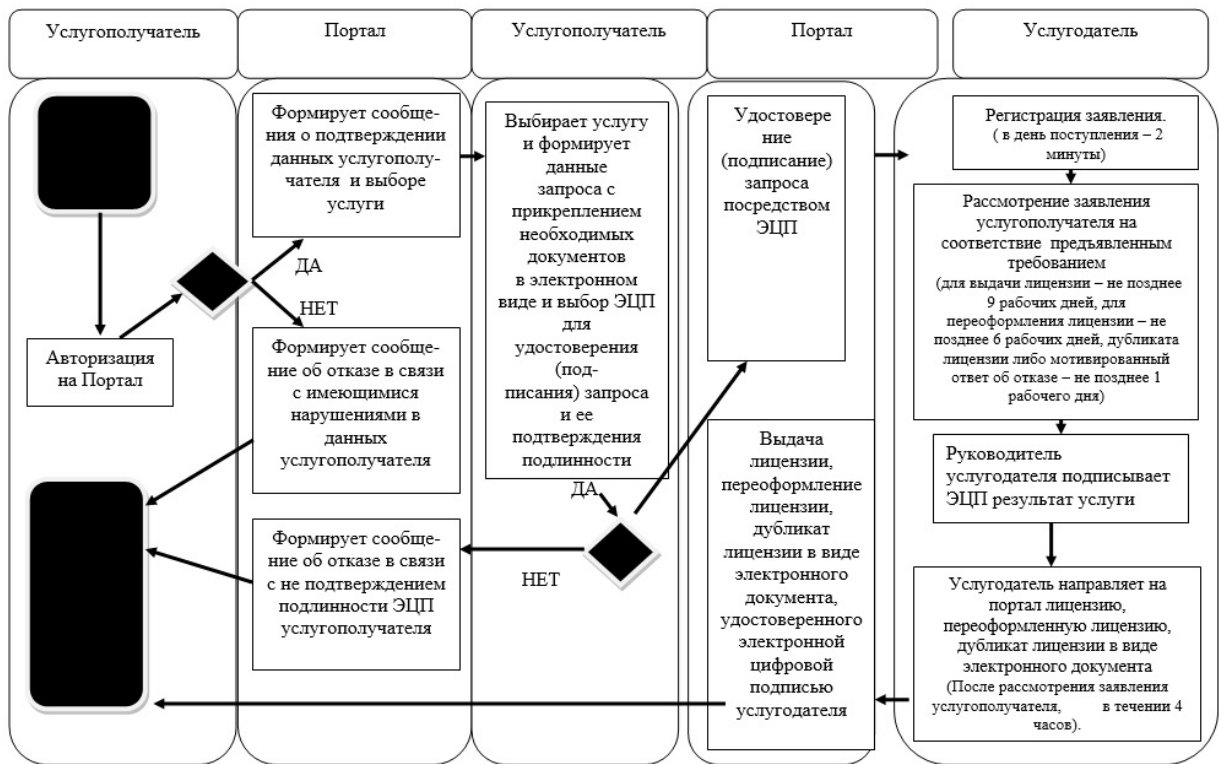 Услугополучатель
Портал
Услугополучатель
Портал
Услугодатель
Авторизация
на Портал
Формирует сообще-
ния о подтверждении
данных услугополу-
чателя и выборе
услуги
ДА
НЕТ
Формирует сообще-
ние об отказе в связи
с имеющимися
нарушениями в
данных
услугополучателя
Формирует сообще-
ние об отказе в связи
с не подтверждением
подлинности ЭЦП
услугополучателя
Выбирает услугу
и формирует
данные
запроса с
прикреплением
необходимых
документов
в электронном
виде и выбор ЭЦП
для
удостоверения
(под-
писания) запроса
и ее
подтверждения
подлинности
ДА
НЕТ
Удостовере
ние
(подписание)
запроса
посредством
ЭЦП
Выдача
лицензии,
переоформление
лицензии,
дубликат
лицензии в виде
электронного
документа,
удостоверенного
электронной
цифровой
подписью
услугодателя
Регистрация заявления.
( в день поступления – 2
минуты)
Рассмотрение заявления
услугополучателя на
соответствие предъявленным
требованием
(для выдачи лицензии – не позднее
9 рабочих дней, для
переоформления лицензии – не
позднее 6 рабочих дней, дубликата
лицензии либо мотивированный
ответ об отказе – не позднее 1
рабочего дня)
Руководитель
услугодателя подписывает
ЭЦП результат услуги
Услугодатель направляет на
портал лицензию,
переоформленную лицензию,
дубликат лицензии в виде
электронного документа
(После рассмотрения заявления
услугополучателя, в течении 4
часов).